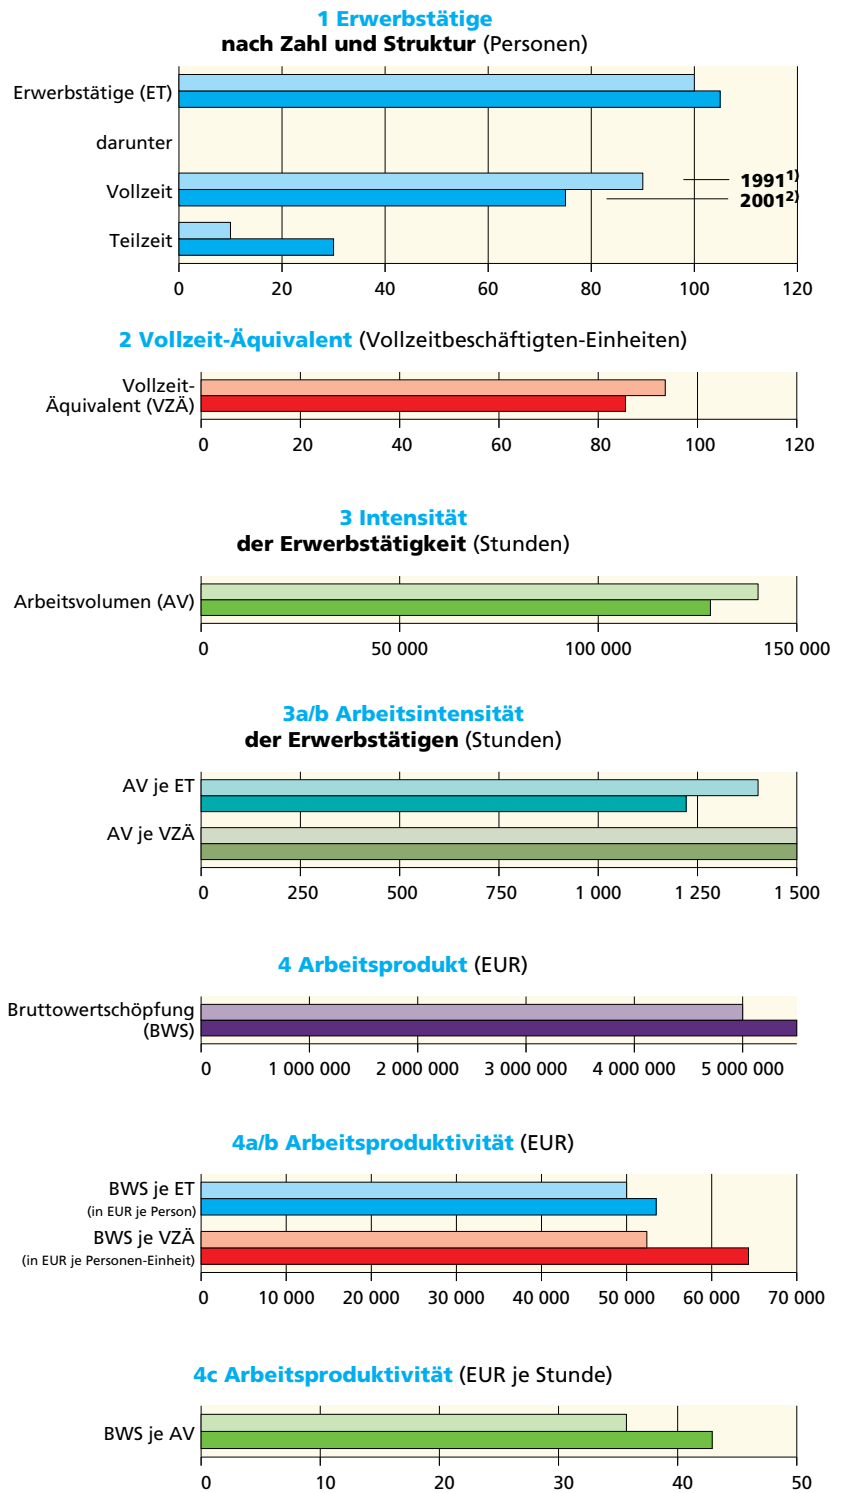 1 Erwerbstätige
nach Zahl und Struktur (Personen)
Erwerbstätige (ET)
darunter
Vollzeit
1991¹⁾
2001²⁾
Teilzeit
0 20 40 60 80 100 120
2 Vollzeit-Äquivalent (Vollzeitbeschäftigten-Einheiten)
Vollzeit-
Äquivalent (VZÄ)
0 20 40 60 80 100 120
3 Intensität
der Erwerbstätigkeit (Stunden)
Arbeitsvolumen (AV)
0 50 000 100 000 150 000
3a/b Arbeitsintensität
der Erwerbstätigen (Stunden)
AV je ET
AV je VZÄ
0 250 500 750 1 000 1 250 1 500
4 Arbeitsprodukt (EUR)
Bruttowertschöpfung
(BWS)
0 1 000 000 2 000 000 3 000 000 4 000 000 5 000 000
4a/b Arbeitsproduktivität (EUR)
BWS je ET
(in EUR je Person)
BWS je VZÄ
(in EUR je Personen-Einheit)
0 10 000 20 000 30 000 40 000 50 000 60 000 70 000
4c Arbeitsproduktivität (EUR je Stunde)
BWS je AV
0 10 20 30 40 50